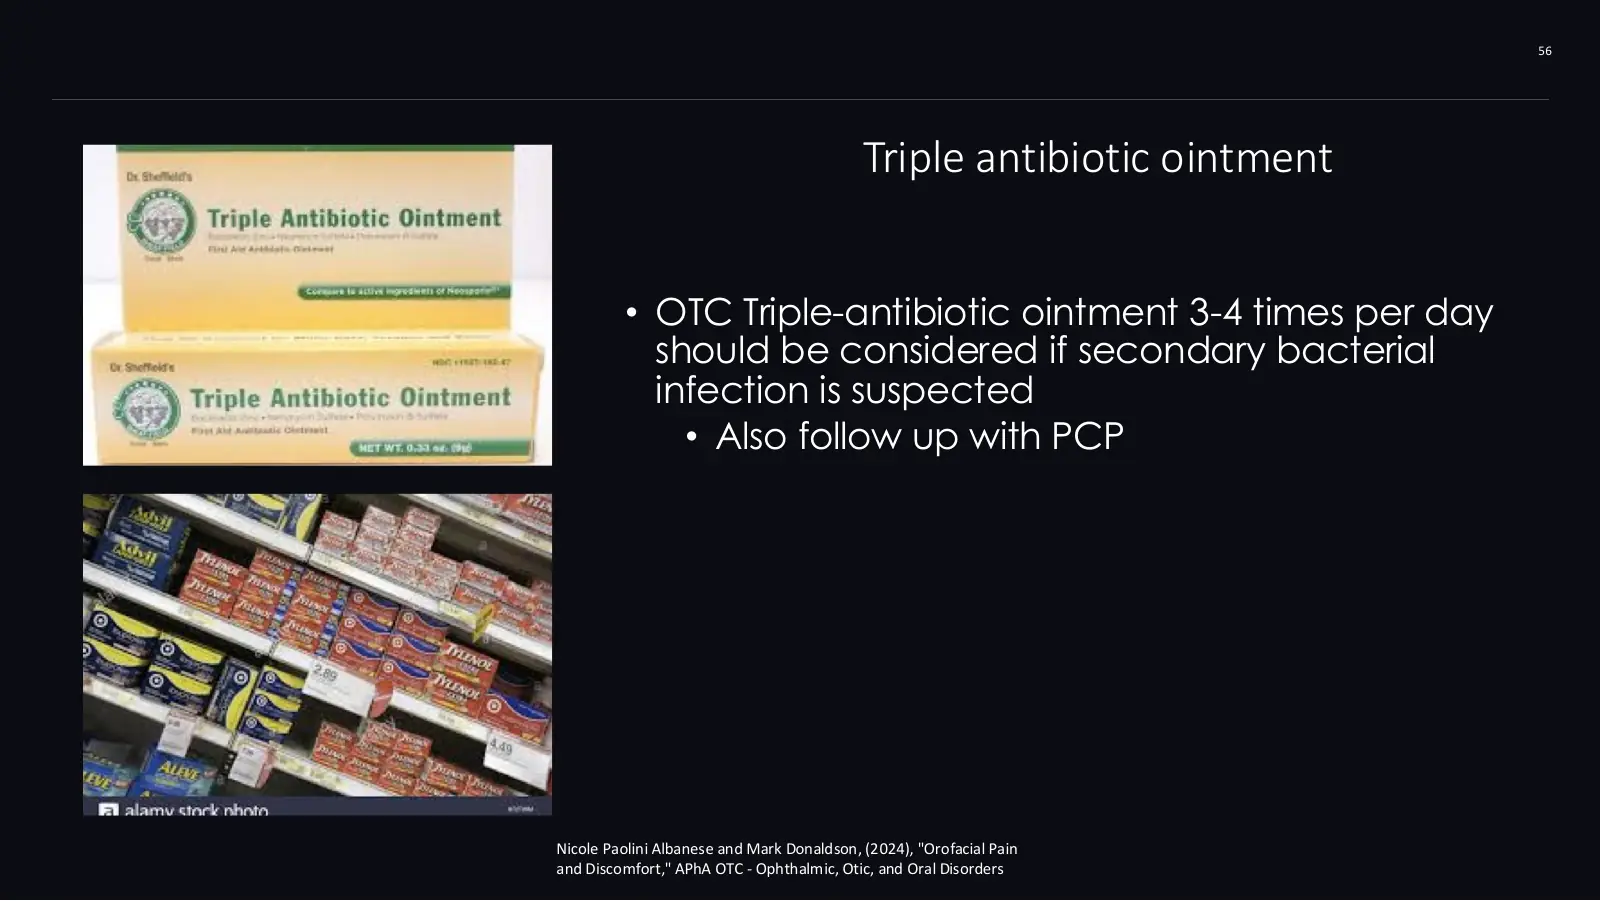 56
Triple antibiotic ointment
• OTC Triple-antibiotic ointment 3-4 times per day
should be considered if secondary bacterial
infection is suspected
• Also follow up with PCP
Dr. Sheffield's
Triple Antibiotic Ointment
First Aid Antibiotic Ointment
Compare to active ingredients of Neosporin
Dr. Sheffield's
Triple Antibiotic Ointment
First Aid Antibiotic Ointment
NET WT. 0.33 oz. (9g)
Advil
Advil
TYLENOL
TYLENOL
TYLENOL
TYLENOL
2.89
4.49
ALEVE
a alamy stock photo
Nicole Paolini Albanese and Mark Donaldson, (2024), "Orofacial Pain
and Discomfort," APhA OTC - Ophthalmic, Otic, and Oral Disorders